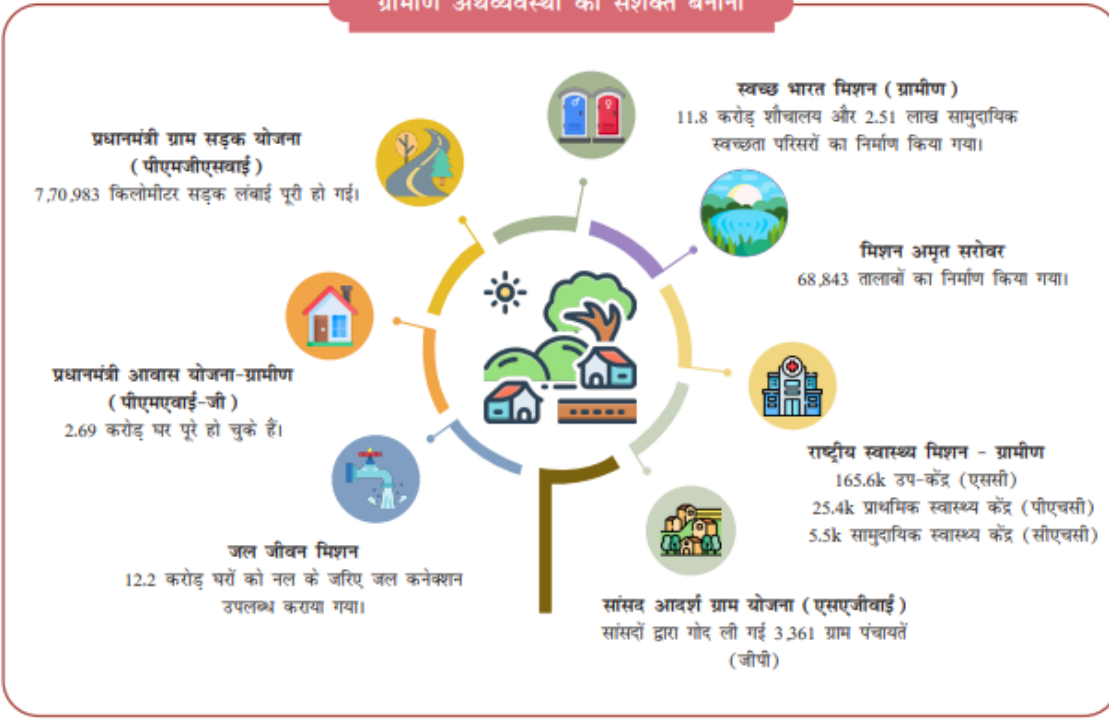 ग्रामीण अर्थव्यवस्था को सशक्त बनाना
स्वच्छ भारत मिशन (ग्रामीण)
11.8 करोड़ शौचालय और 2.51 लाख सामुदायिक
स्वच्छता परिसरों का निर्माण किया गया।
प्रधानमंत्री ग्राम सड़क योजना
(पीएमजीएसवाई)
7,70,983 किलोमीटर सड़क लंबाई पूरी हो गई।
मिशन अमृत सरोवर
68,843 तालाबों का निर्माण किया गया।
प्रधानमंत्री आवास योजना-ग्रामीण
(पीएमएवाई-जी)
2.69 करोड़ घर पूरे हो चुके हैं।
राष्ट्रीय स्वास्थ्य मिशन - ग्रामीण
165.6k उप-केंद्र (एससी)
25.4k प्राथमिक स्वास्थ्य केंद्र (पीएचसी)
5.5k सामुदायिक स्वास्थ्य केंद्र (सीएचसी)
जल जीवन मिशन
12.2 करोड़ घरों को नल के जरिए जल कनेक्शन
उपलब्ध कराया गया।
सांसद आदर्श ग्राम योजना (एसएजीवाई)
सांसदों द्वारा गोद ली गई 3,361 ग्राम पंचायतें
(जीपी)